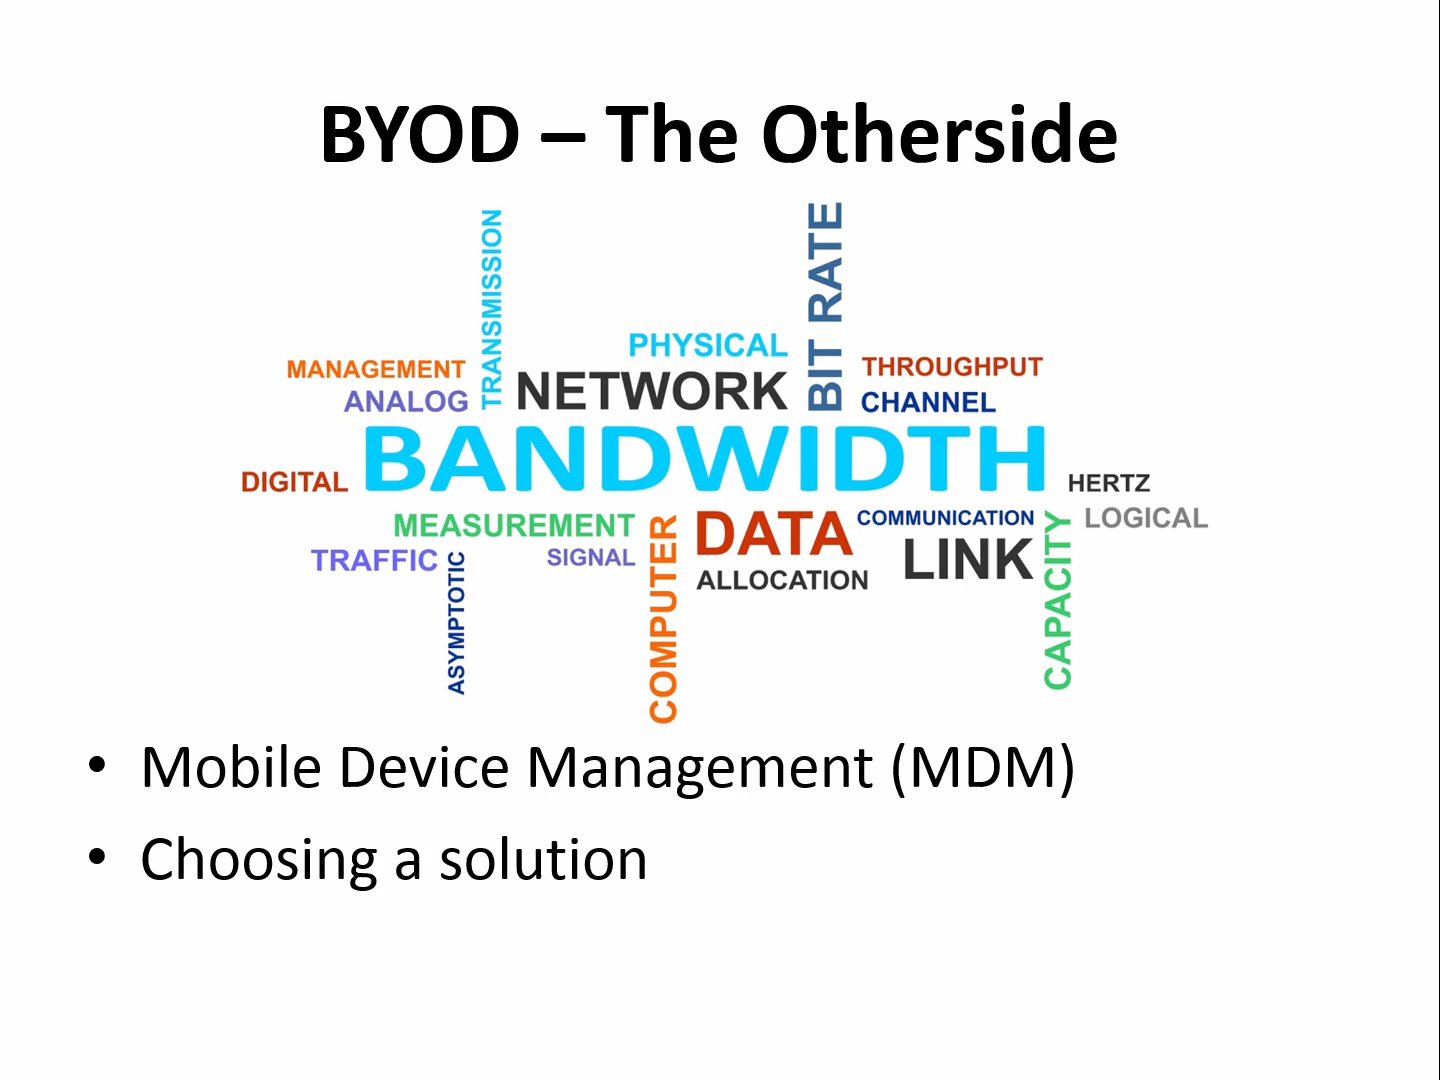 BYOD – The Otherside
TRANSMISSION
BIT RATE
PHYSICAL
MANAGEMENT
THROUGHPUT
NETWORK
ANALOG
CHANNEL
BANDWIDTH
DIGITAL
HERTZ
MEASUREMENT
DATA
COMMUNICATION
LOGICAL
TRAFFIC
ASYMPTOTIC
SIGNAL
COMPUTER
ALLOCATION
LINK
CAPACITY
• Mobile Device Management (MDM)
• Choosing a solution